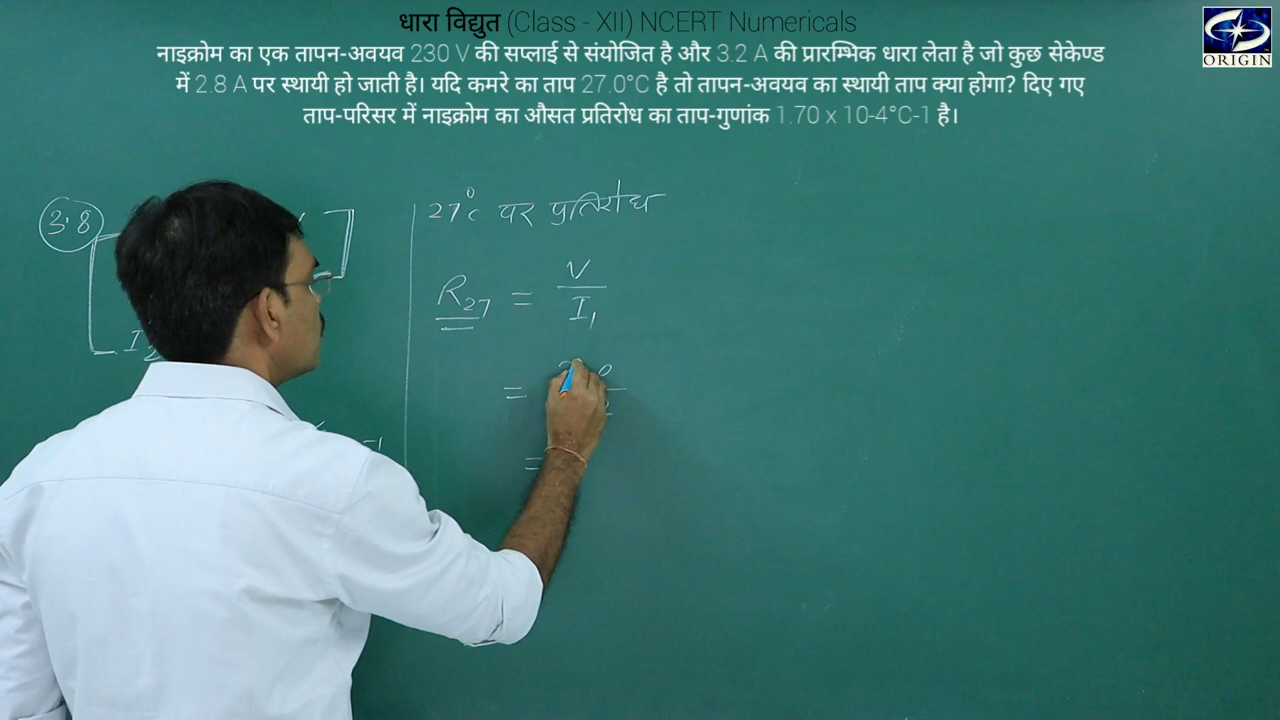 धारा विद्युत (Class - XII) NCERT Numericals
नाइक्रोम का एक तापन-अवयव 230 V की सप्लाई से संयोजित है और 3.2 A की प्रारम्भिक धारा लेता है जो कुछ सेकेण्ड
में 2.8 A पर स्थायी हो जाती है। यदि कमरे का ताप 27.0°C है तो तापन-अवयव का स्थायी ताप क्या होगा? दिए गए
ताप-परिसर में नाइक्रोम का औसत प्रतिरोध का ताप-गुणांक 1.70 x 10-4°C-1 है।
ORIGIN
3.8
I2
-1
27°C पर प्रतिरोध
R27 = V/I1
=
=